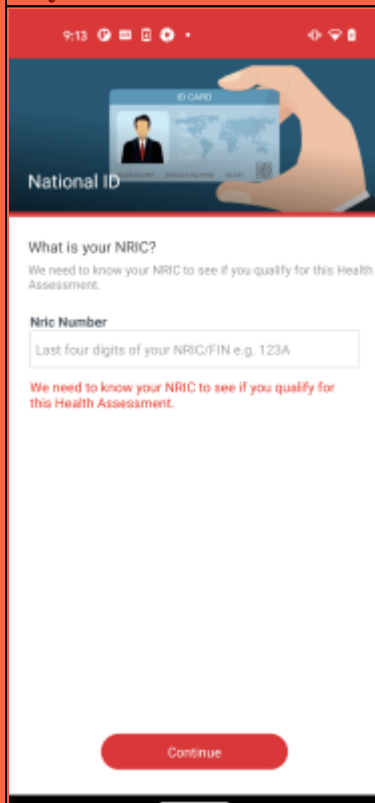 9:13
ID CARD
National ID
What is your NRIC?
We need to know your NRIC to see if you qualify for this Health
Assessment.
Nric Number
Last four digits of your NRIC/FIN e.g. 123A
We need to know your NRIC to see if you qualify for
this Health Assessment.
Continue